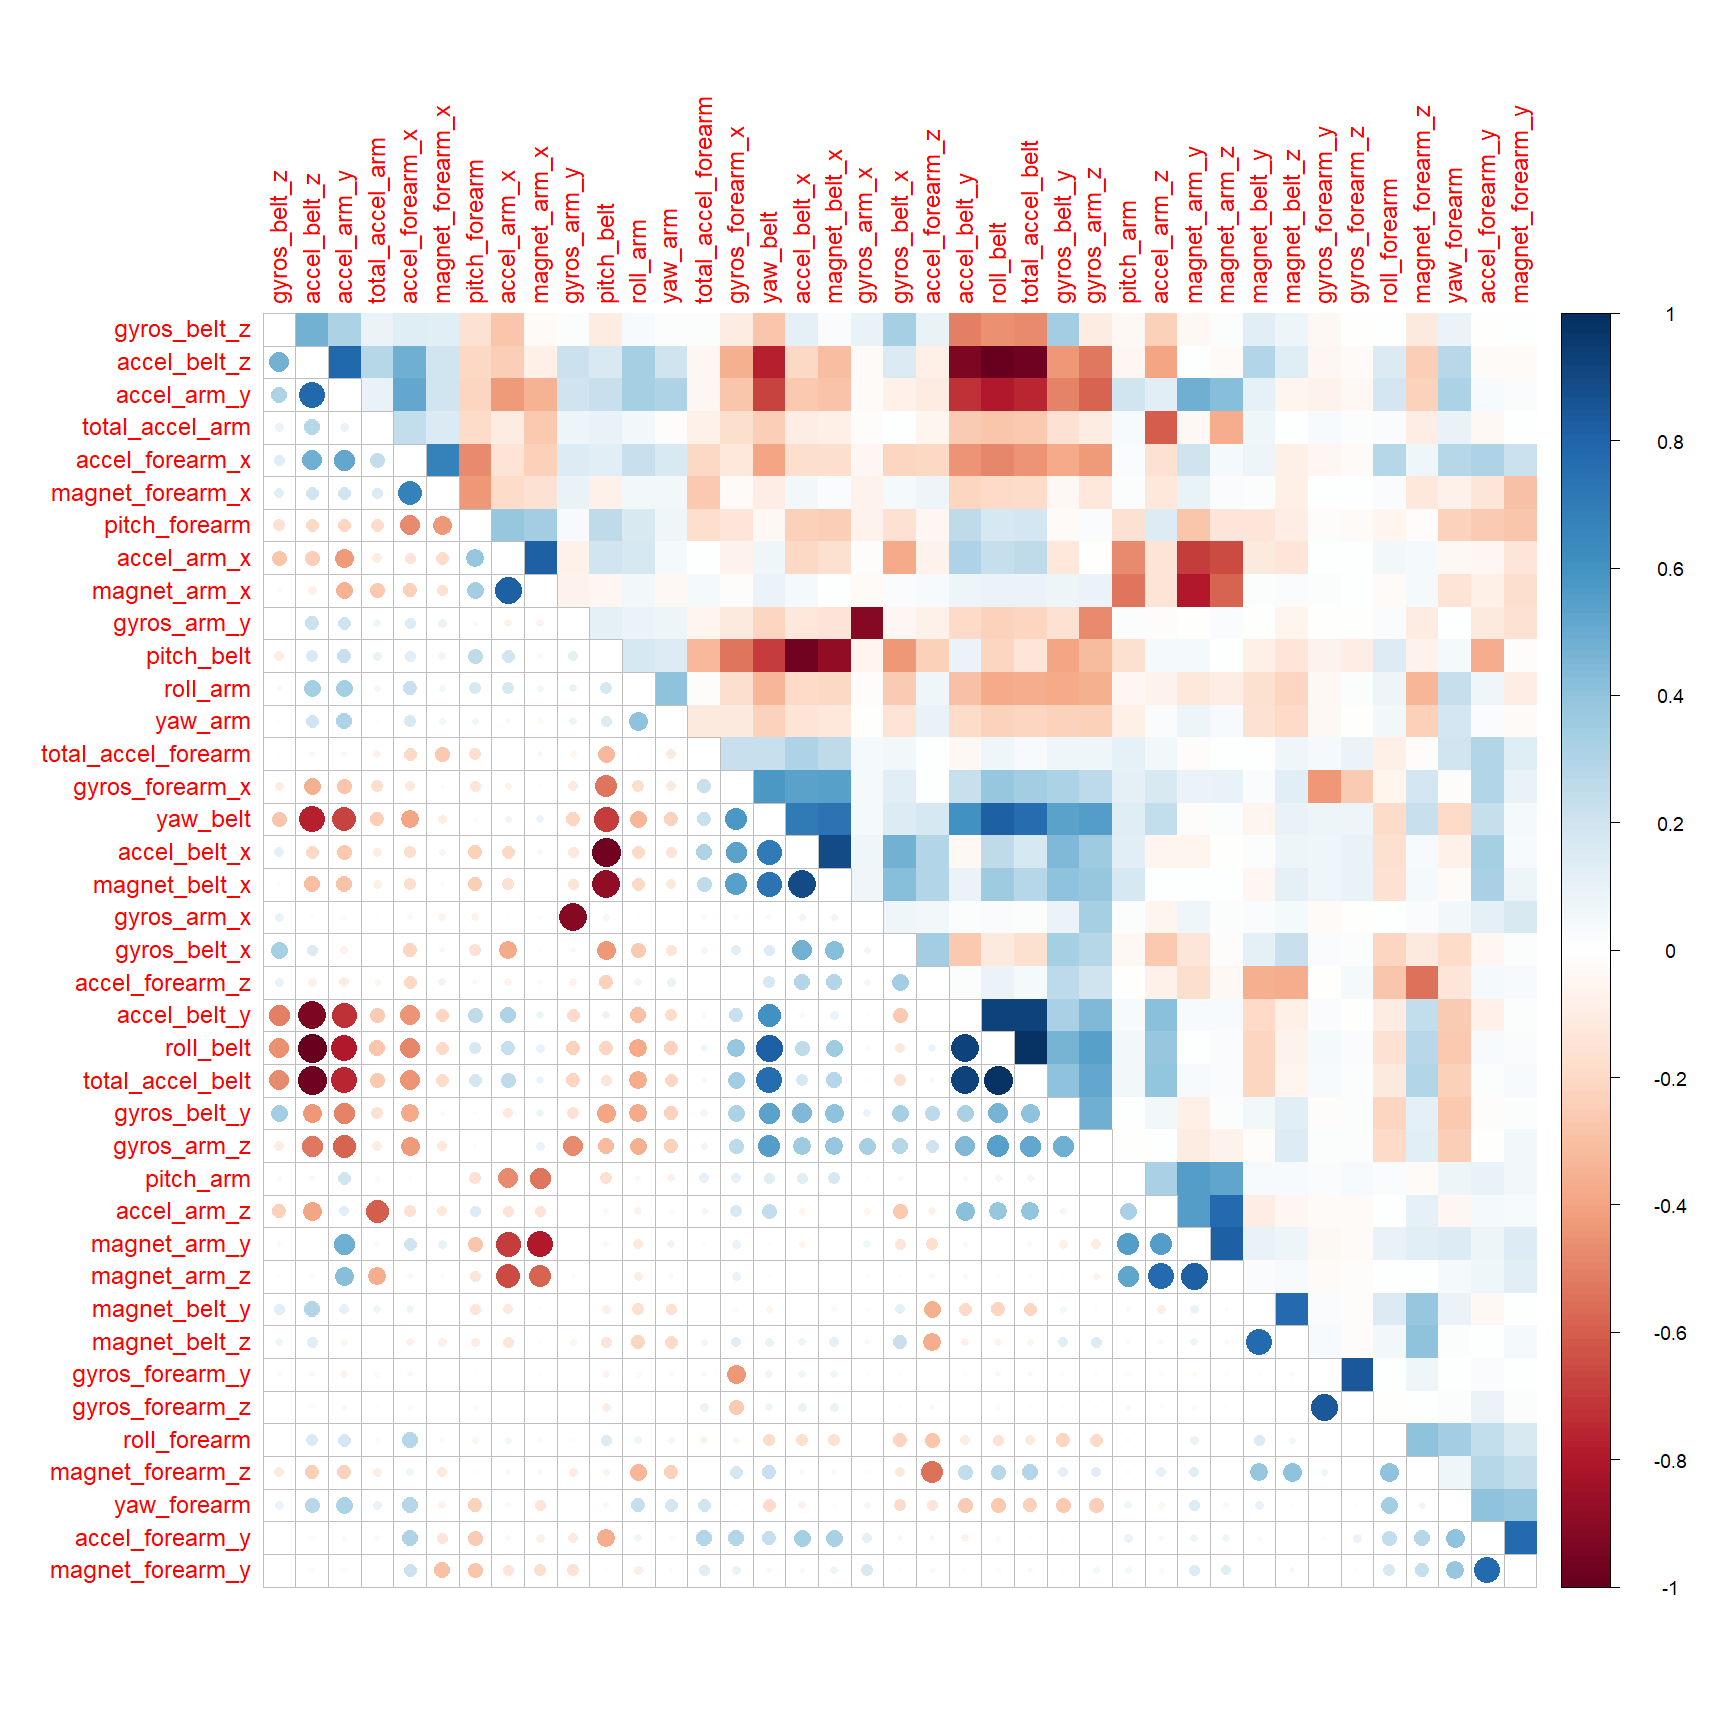 gyros_belt_z
accel_belt_z
accel_arm_y
total_accel_arm
accel_forearm_x
magnet_forearm_x
pitch_forearm
accel_arm_x
magnet_arm_x
gyros_arm_y
pitch_belt
roll_arm
yaw_arm
total_accel_forearm
gyros_forearm_x
yaw_belt
accel_belt_x
magnet_belt_x
gyros_arm_x
gyros_belt_x
accel_forearm_z
accel_belt_y
roll_belt
total_accel_belt
gyros_belt_y
gyros_arm_z
pitch_arm
accel_arm_z
magnet_arm_y
magnet_arm_z
magnet_belt_y
magnet_belt_z
gyros_forearm_y
gyros_forearm_z
roll_forearm
magnet_forearm_z
yaw_forearm
accel_forearm_y
magnet_forearm_y
gyros_belt_z
accel_belt_z
accel_arm_y
total_accel_arm
accel_forearm_x
magnet_forearm_x
pitch_forearm
accel_arm_x
magnet_arm_x
gyros_arm_y
pitch_belt
roll_arm
yaw_arm
total_accel_forearm
gyros_forearm_x
yaw_belt
accel_belt_x
magnet_belt_x
gyros_arm_x
gyros_belt_x
accel_forearm_z
accel_belt_y
roll_belt
total_accel_belt
gyros_belt_y
gyros_arm_z
pitch_arm
accel_arm_z
magnet_arm_y
magnet_arm_z
magnet_belt_y
magnet_belt_z
gyros_forearm_y
gyros_forearm_z
roll_forearm
magnet_forearm_z
yaw_forearm
accel_forearm_y
magnet_forearm_y
1
0.8
0.6
0.4
0.2
0
-0.2
-0.4
-0.6
-0.8
-1